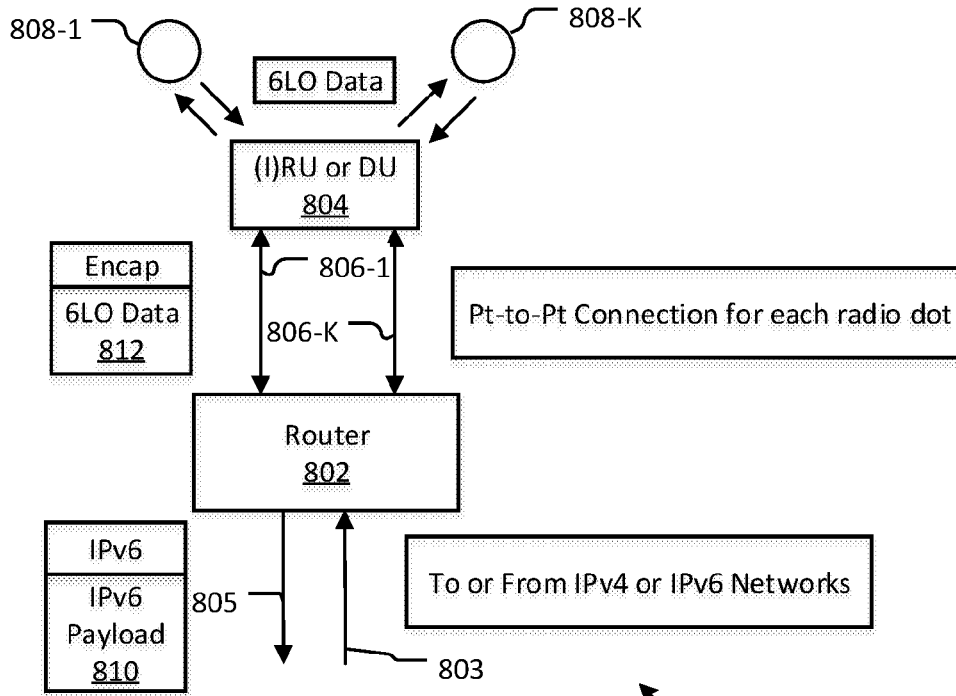 808-1
808-K
6LO Data
(I)RU or DU
804
Encap
806-1
6LO Data
812
806-K
Pt-to-Pt Connection for each radio dot
Router
802
IPv6
IPv6
Payload
810
805
To or From IPv4 or IPv6 Networks
803